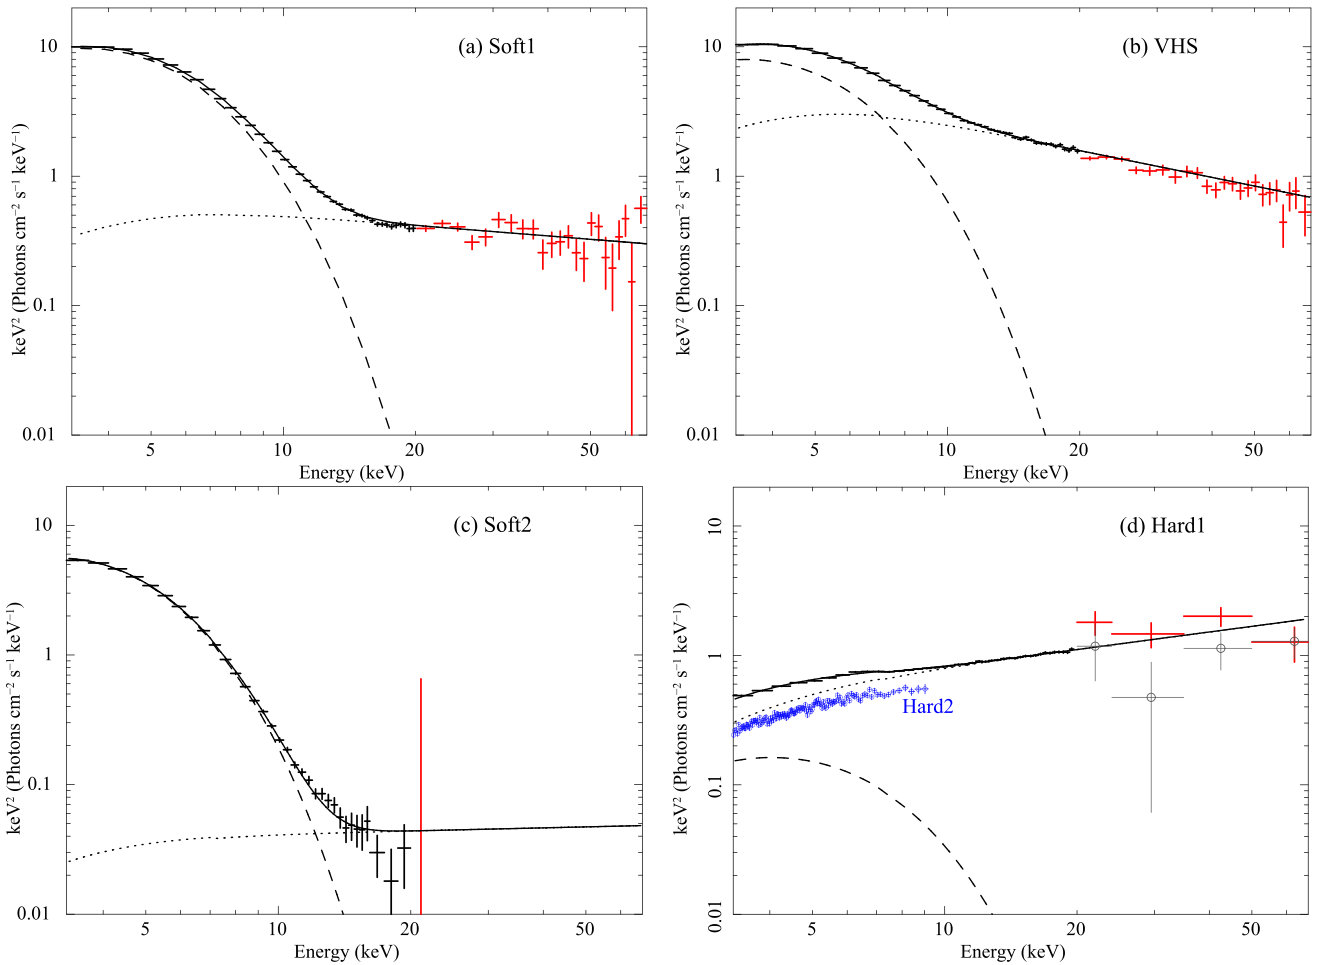 (a) Soft1
10
1
0.1
0.01
keV² (Photons cm⁻² s⁻¹ keV⁻¹)
5 10 20 50
Energy (keV)
(b) VHS
10
1
0.1
0.01
keV² (Photons cm⁻² s⁻¹ keV⁻¹)
5 10 20 50
Energy (keV)
(c) Soft2
10
1
0.1
0.01
keV² (Photons cm⁻² s⁻¹ keV⁻¹)
5 10 20 50
Energy (keV)
(d) Hard1
10
1
0.1
0.01
keV² (Photons cm⁻² s⁻¹ keV⁻¹)
Hard2
5 10 20 50
Energy (keV)